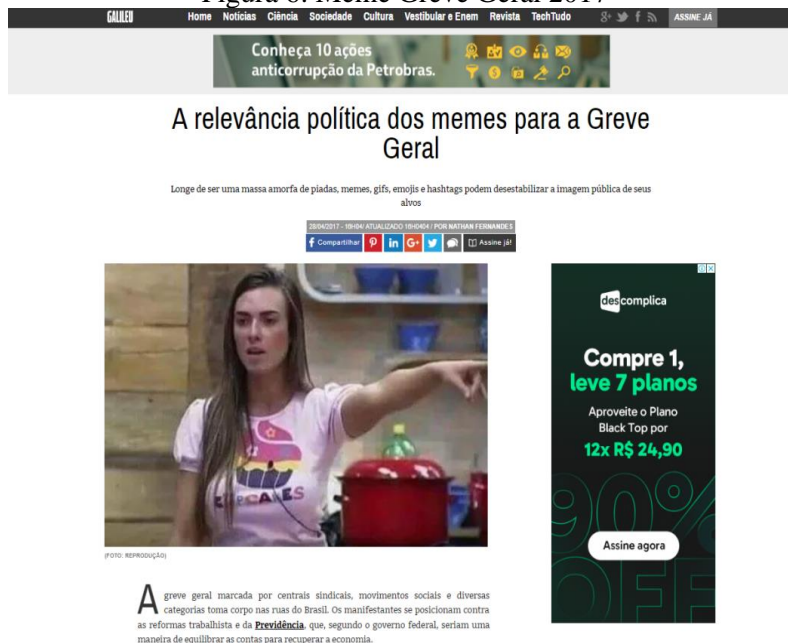 Figura 8. Meme Greve Geral 2017
GALILEU Home Notícias Ciência Sociedade Cultura Vestibular e Enem Revista TechTudo ASSINE JÁ
Conheça 10 ações
anticorrupção da Petrobras.
A relevância política dos memes para a Greve
Geral
Longe de ser uma massa amorfa de piadas, memes, gifs, emojis e hashtags podem desestabilizar a imagem pública de seus
alvos
28/04/2017 - 18H04/ ATUALIZADO 18H0404 / POR NATHAN FERNANDES
Compartilhar Assine já!
CUPCAKES
(FOTO: REPRODUÇÃO)
descomplica
Compre 1,
leve 7 planos
Aproveite o Plano
Black Top por
12x R$ 24,90
90%
OFF
Assine agora
A greve geral marcada por centrais sindicais, movimentos sociais e diversas
categorias toma corpo nas ruas do Brasil. Os manifestantes se posicionam contra
as reformas trabalhista e da Previdência, que, segundo o governo federal, seriam uma
maneira de equilibrar as contas para recuperar a economia.